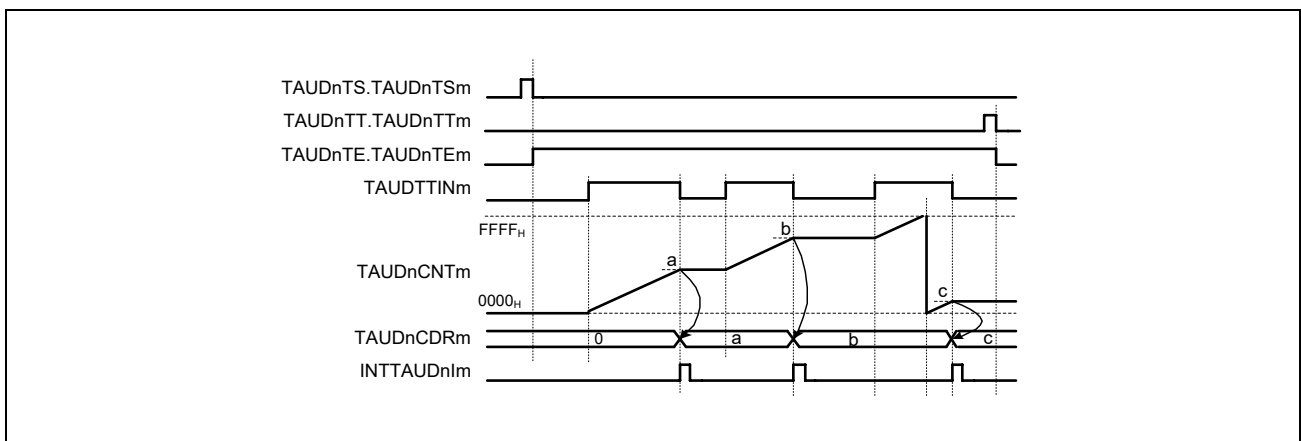 TAUDnTS.TAUDnTSm
TAUDnTT.TAUDnTTm
TAUDnTE.TAUDnTEm
TAUDTTINm
FFFFH
b
a
TAUDnCNTm
c
0000H
TAUDnCDRm 0 a b c
INTTAUDnIm